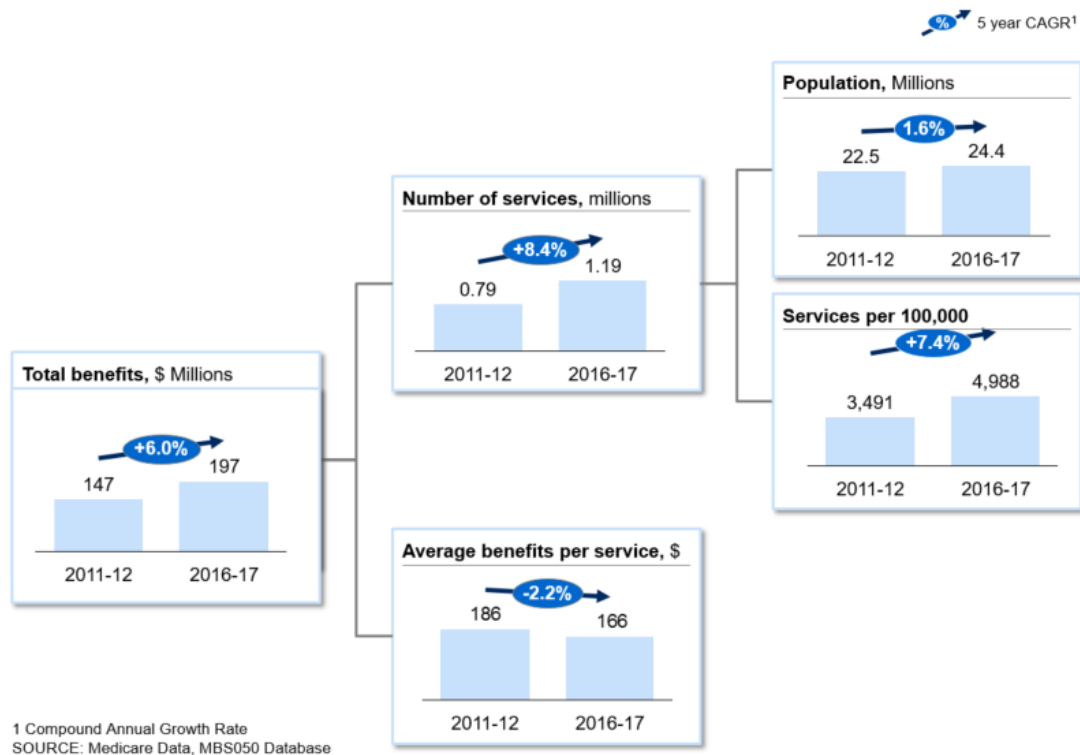 % 5 year CAGR1
Population, Millions
1.6%
22.5 24.4
2011-12 2016-17
Number of services, millions
+8.4%
0.79 1.19
2011-12 2016-17
Services per 100,000
+7.4%
3,491 4,988
2011-12 2016-17
Total benefits, $ Millions
+6.0%
147 197
2011-12 2016-17
Average benefits per service, $
-2.2%
186 166
2011-12 2016-17
1 Compound Annual Growth Rate
SOURCE: Medicare Data, MBS050 Database